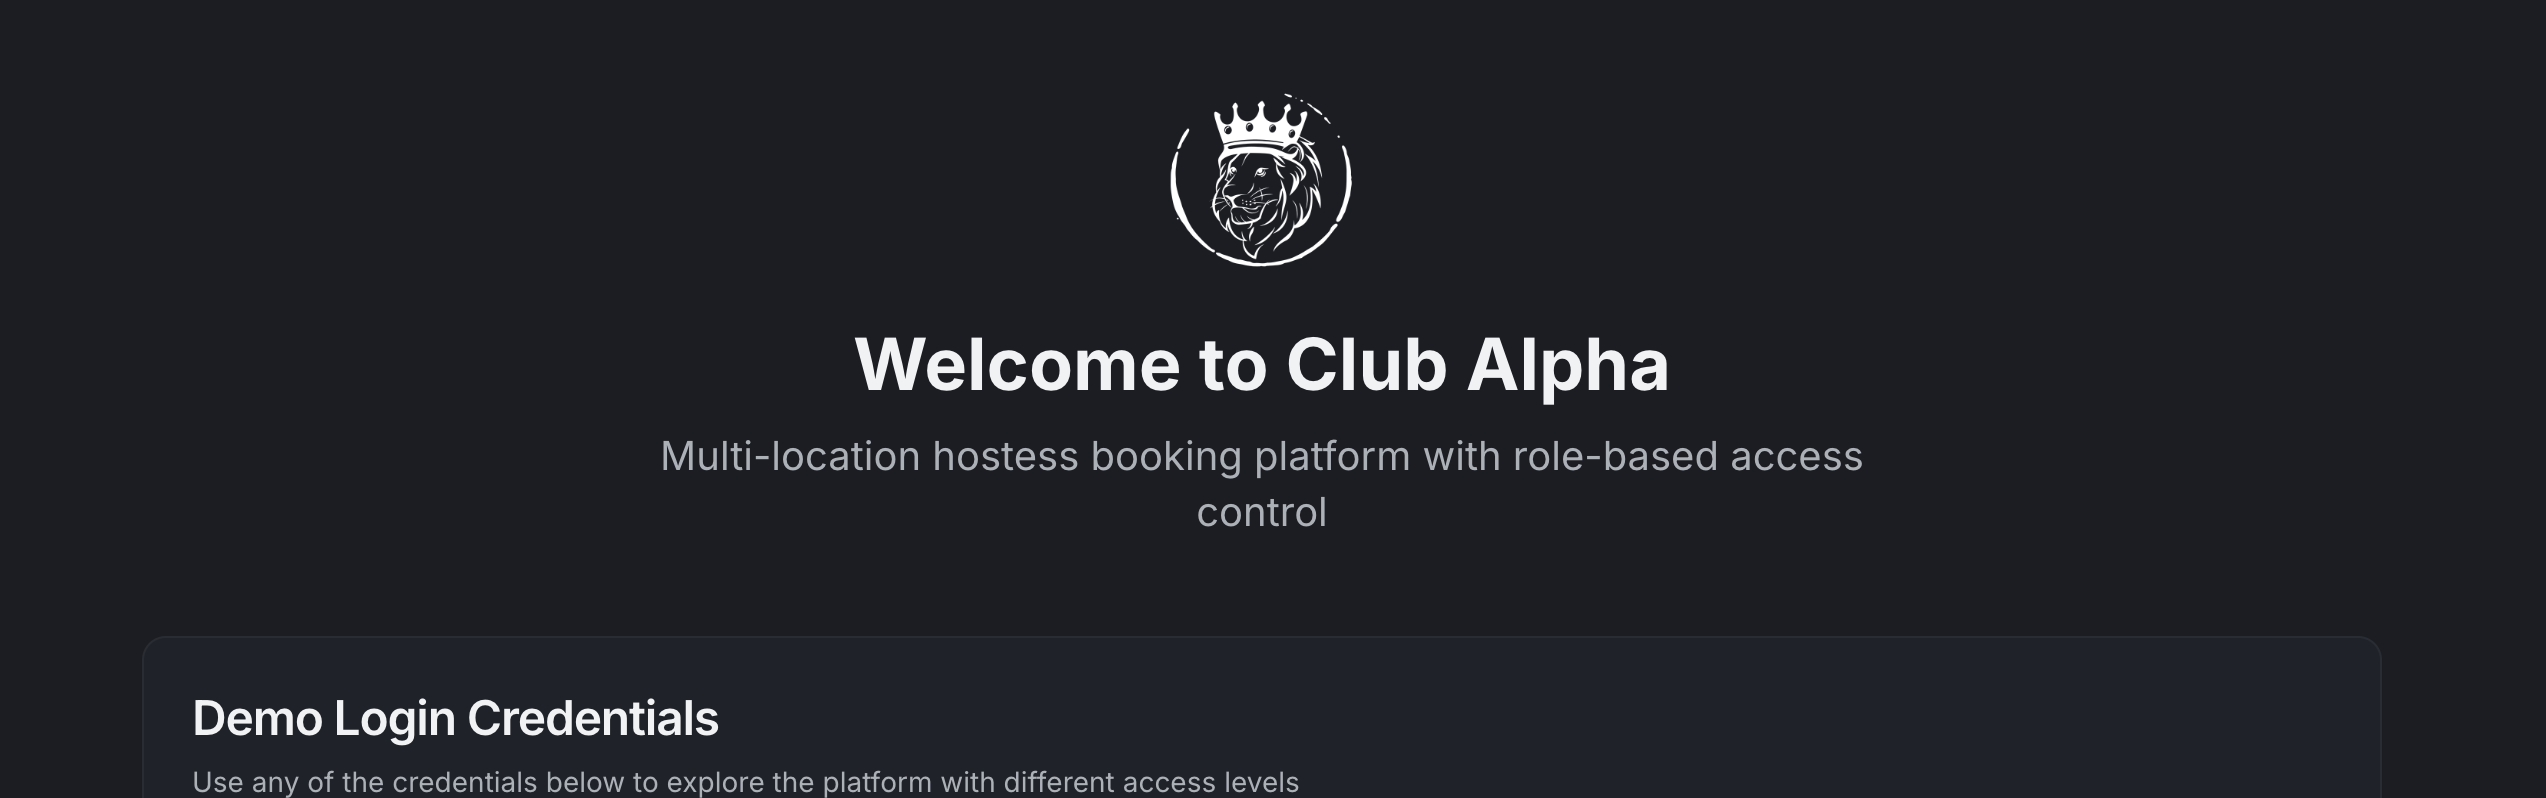 Welcome to Club Alpha
Multi-location hostess booking platform with role-based access
control
Demo Login Credentials
Use any of the credentials below to explore the platform with different access levels